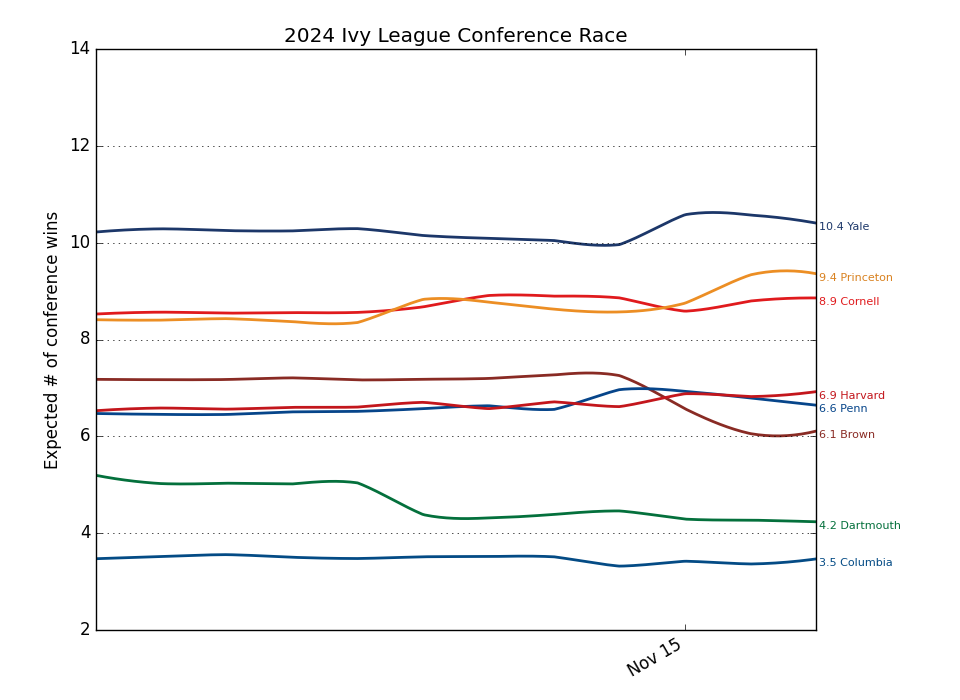 2024 Ivy League Conference Race
Expected # of conference wins
14
12
10
8
6
4
2
10.4 Yale
9.4 Princeton
8.9 Cornell
6.9 Harvard
6.6 Penn
6.1 Brown
4.2 Dartmouth
3.5 Columbia
Nov 15